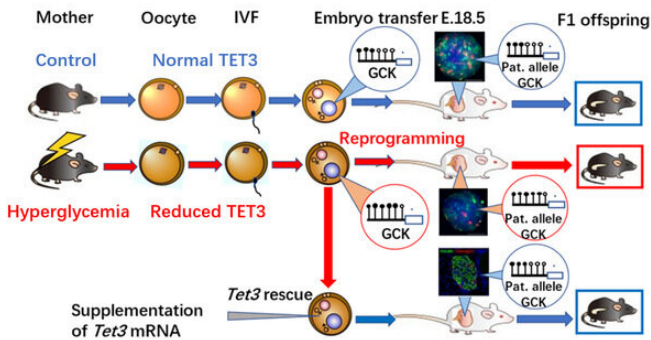 Mother Oocyte IVF Embryo transfer E.18.5 F1 offspring
Control Normal TET3
GCK
Pat. allele
GCK
Reprogramming
Hyperglycemia Reduced TET3
GCK
Pat. allele
GCK
Tet3 rescue
Pat. allele
GCK
Supplementation
of Tet3 mRNA